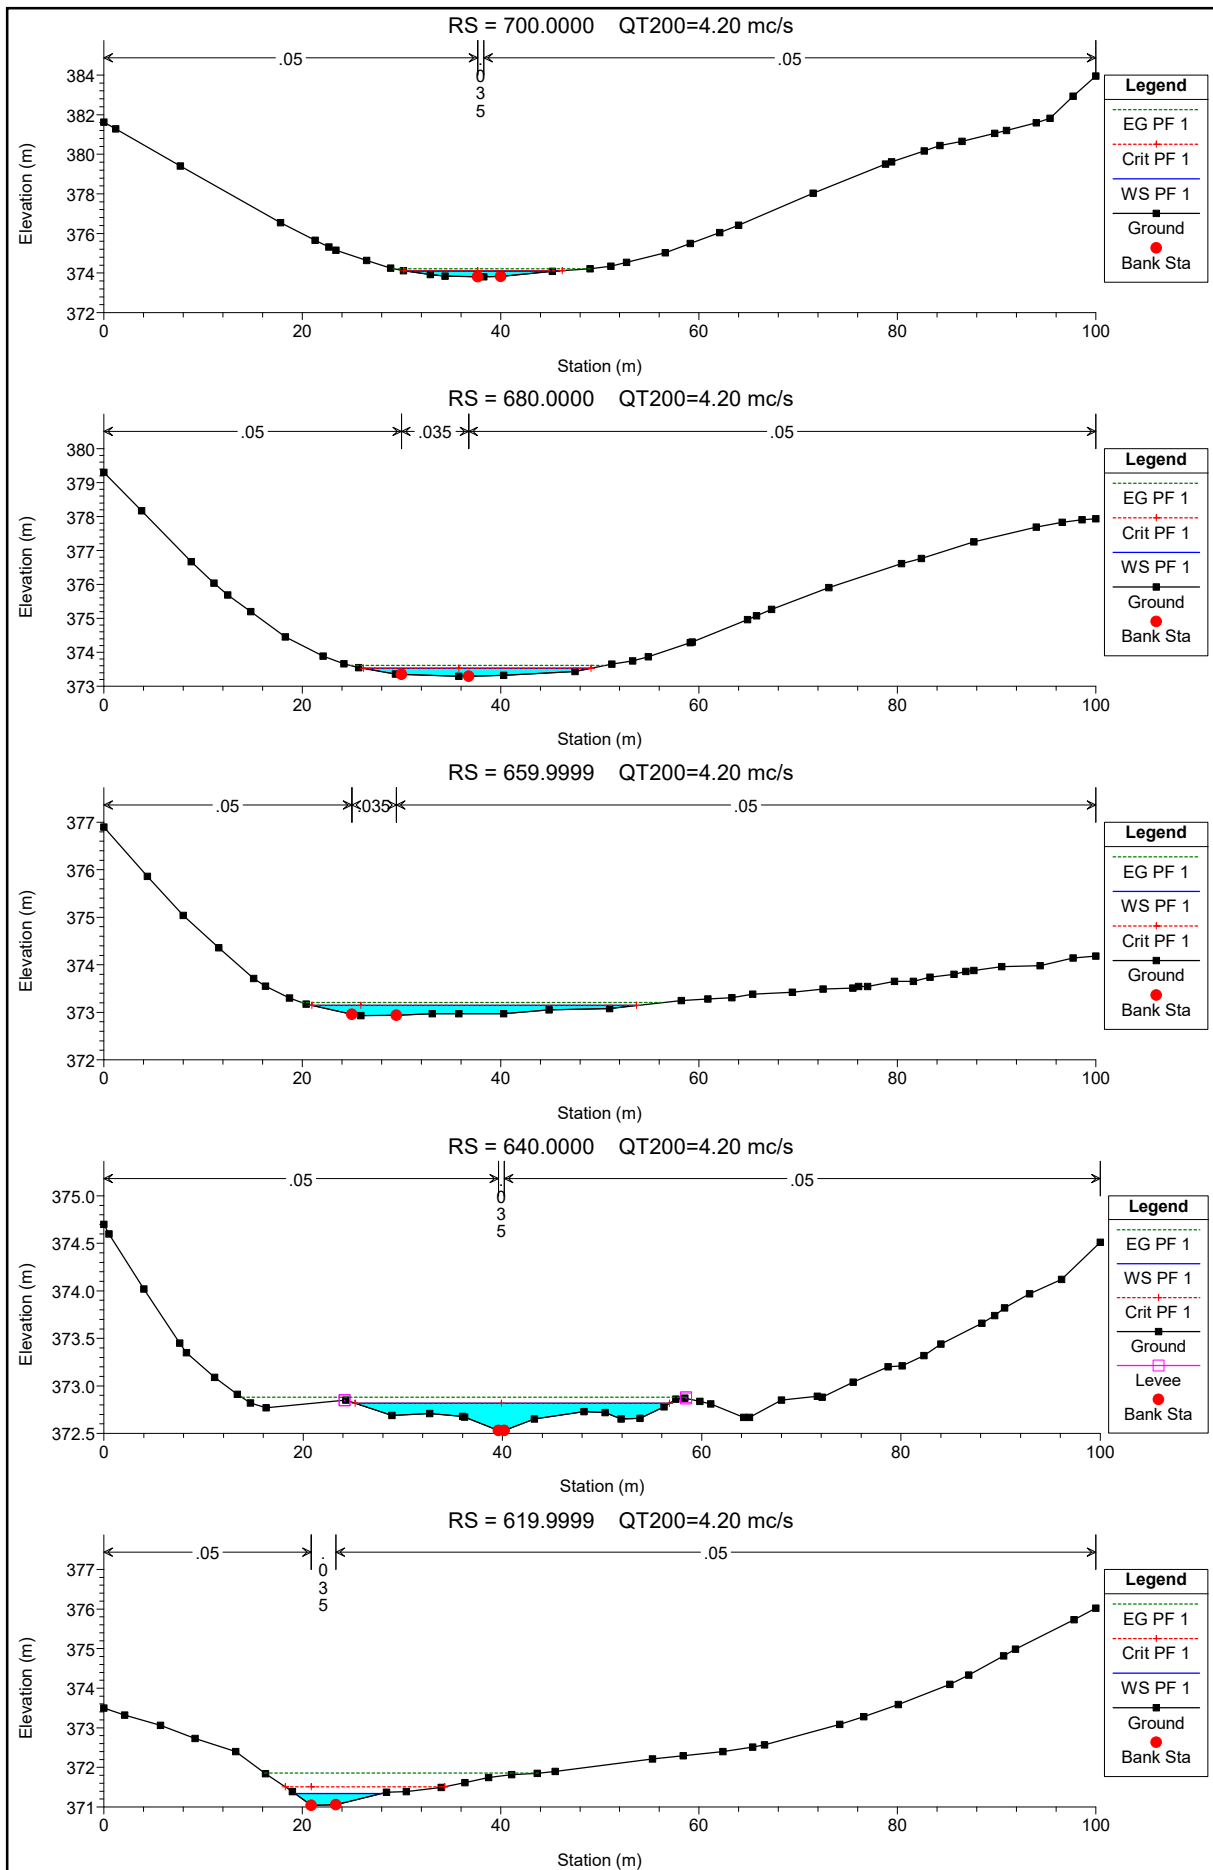 RS = 700.0000 QT200=4.20 mc/s
.05
.035
.05
384
382
380
378
376
374
372
Elevation (m)
0 20 40 60 80 100
Station (m)
Legend
EG PF 1
Crit PF 1
WS PF 1
Ground
Bank Sta
RS = 680.0000 QT200=4.20 mc/s
.05
.035
.05
380
379
378
377
376
375
374
373
Elevation (m)
0 20 40 60 80 100
Station (m)
Legend
EG PF 1
Crit PF 1
WS PF 1
Ground
Bank Sta
RS = 659.9999 QT200=4.20 mc/s
.05
.035
.05
377
376
375
374
373
372
Elevation (m)
0 20 40 60 80 100
Station (m)
Legend
EG PF 1
WS PF 1
Crit PF 1
Ground
Bank Sta
RS = 640.0000 QT200=4.20 mc/s
.05
.035
.05
375.0
374.5
374.0
373.5
373.0
372.5
Elevation (m)
0 20 40 60 80 100
Station (m)
Legend
EG PF 1
WS PF 1
Crit PF 1
Ground
Levee
Bank Sta
RS = 619.9999 QT200=4.20 mc/s
.05
.035
.05
377
376
375
374
373
372
371
Elevation (m)
0 20 40 60 80 100
Station (m)
Legend
EG PF 1
Crit PF 1
WS PF 1
Ground
Bank Sta